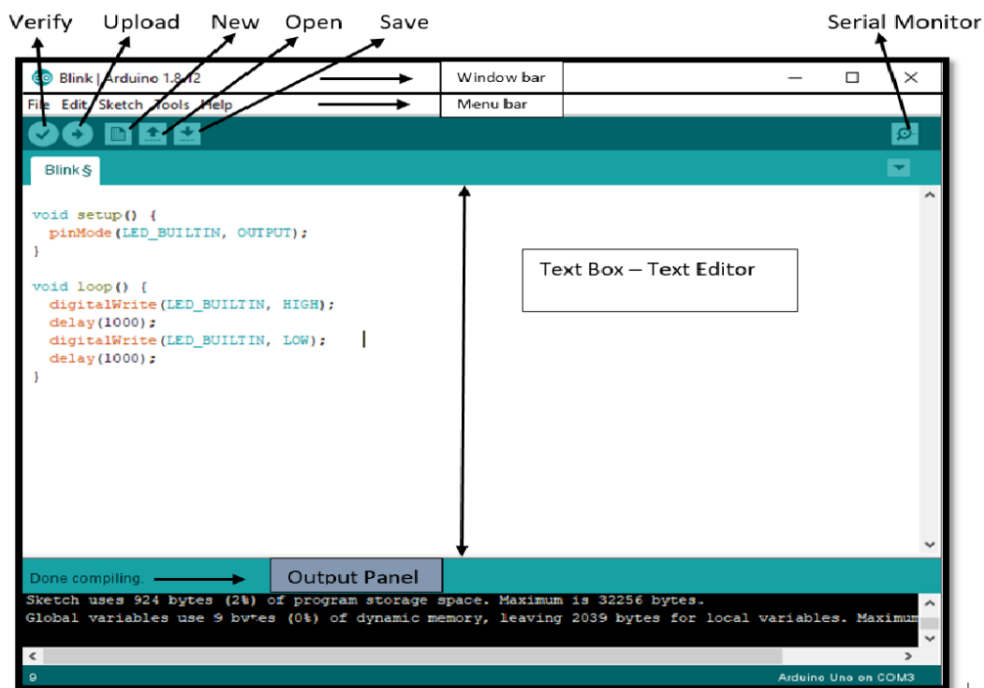 Verify Upload New Open Save Serial Monitor
Blink | Arduino 1.8.12 Window bar
File Edit Sketch Tools Help Menu bar
Blink §
void setup() {
pinMode(LED_BUILTIN, OUTPUT);
}
void loop() {
digitalWrite(LED_BUILTIN, HIGH);
delay(1000);
digitalWrite(LED_BUILTIN, LOW);
delay(1000);
}
Text Box – Text Editor
Done compiling. Output Panel
Sketch uses 924 bytes (2%) of program storage space. Maximum is 32256 bytes.
Global variables use 9 bytes (0%) of dynamic memory, leaving 2039 bytes for local variables. Maximum
9 Arduino Uno on COM3